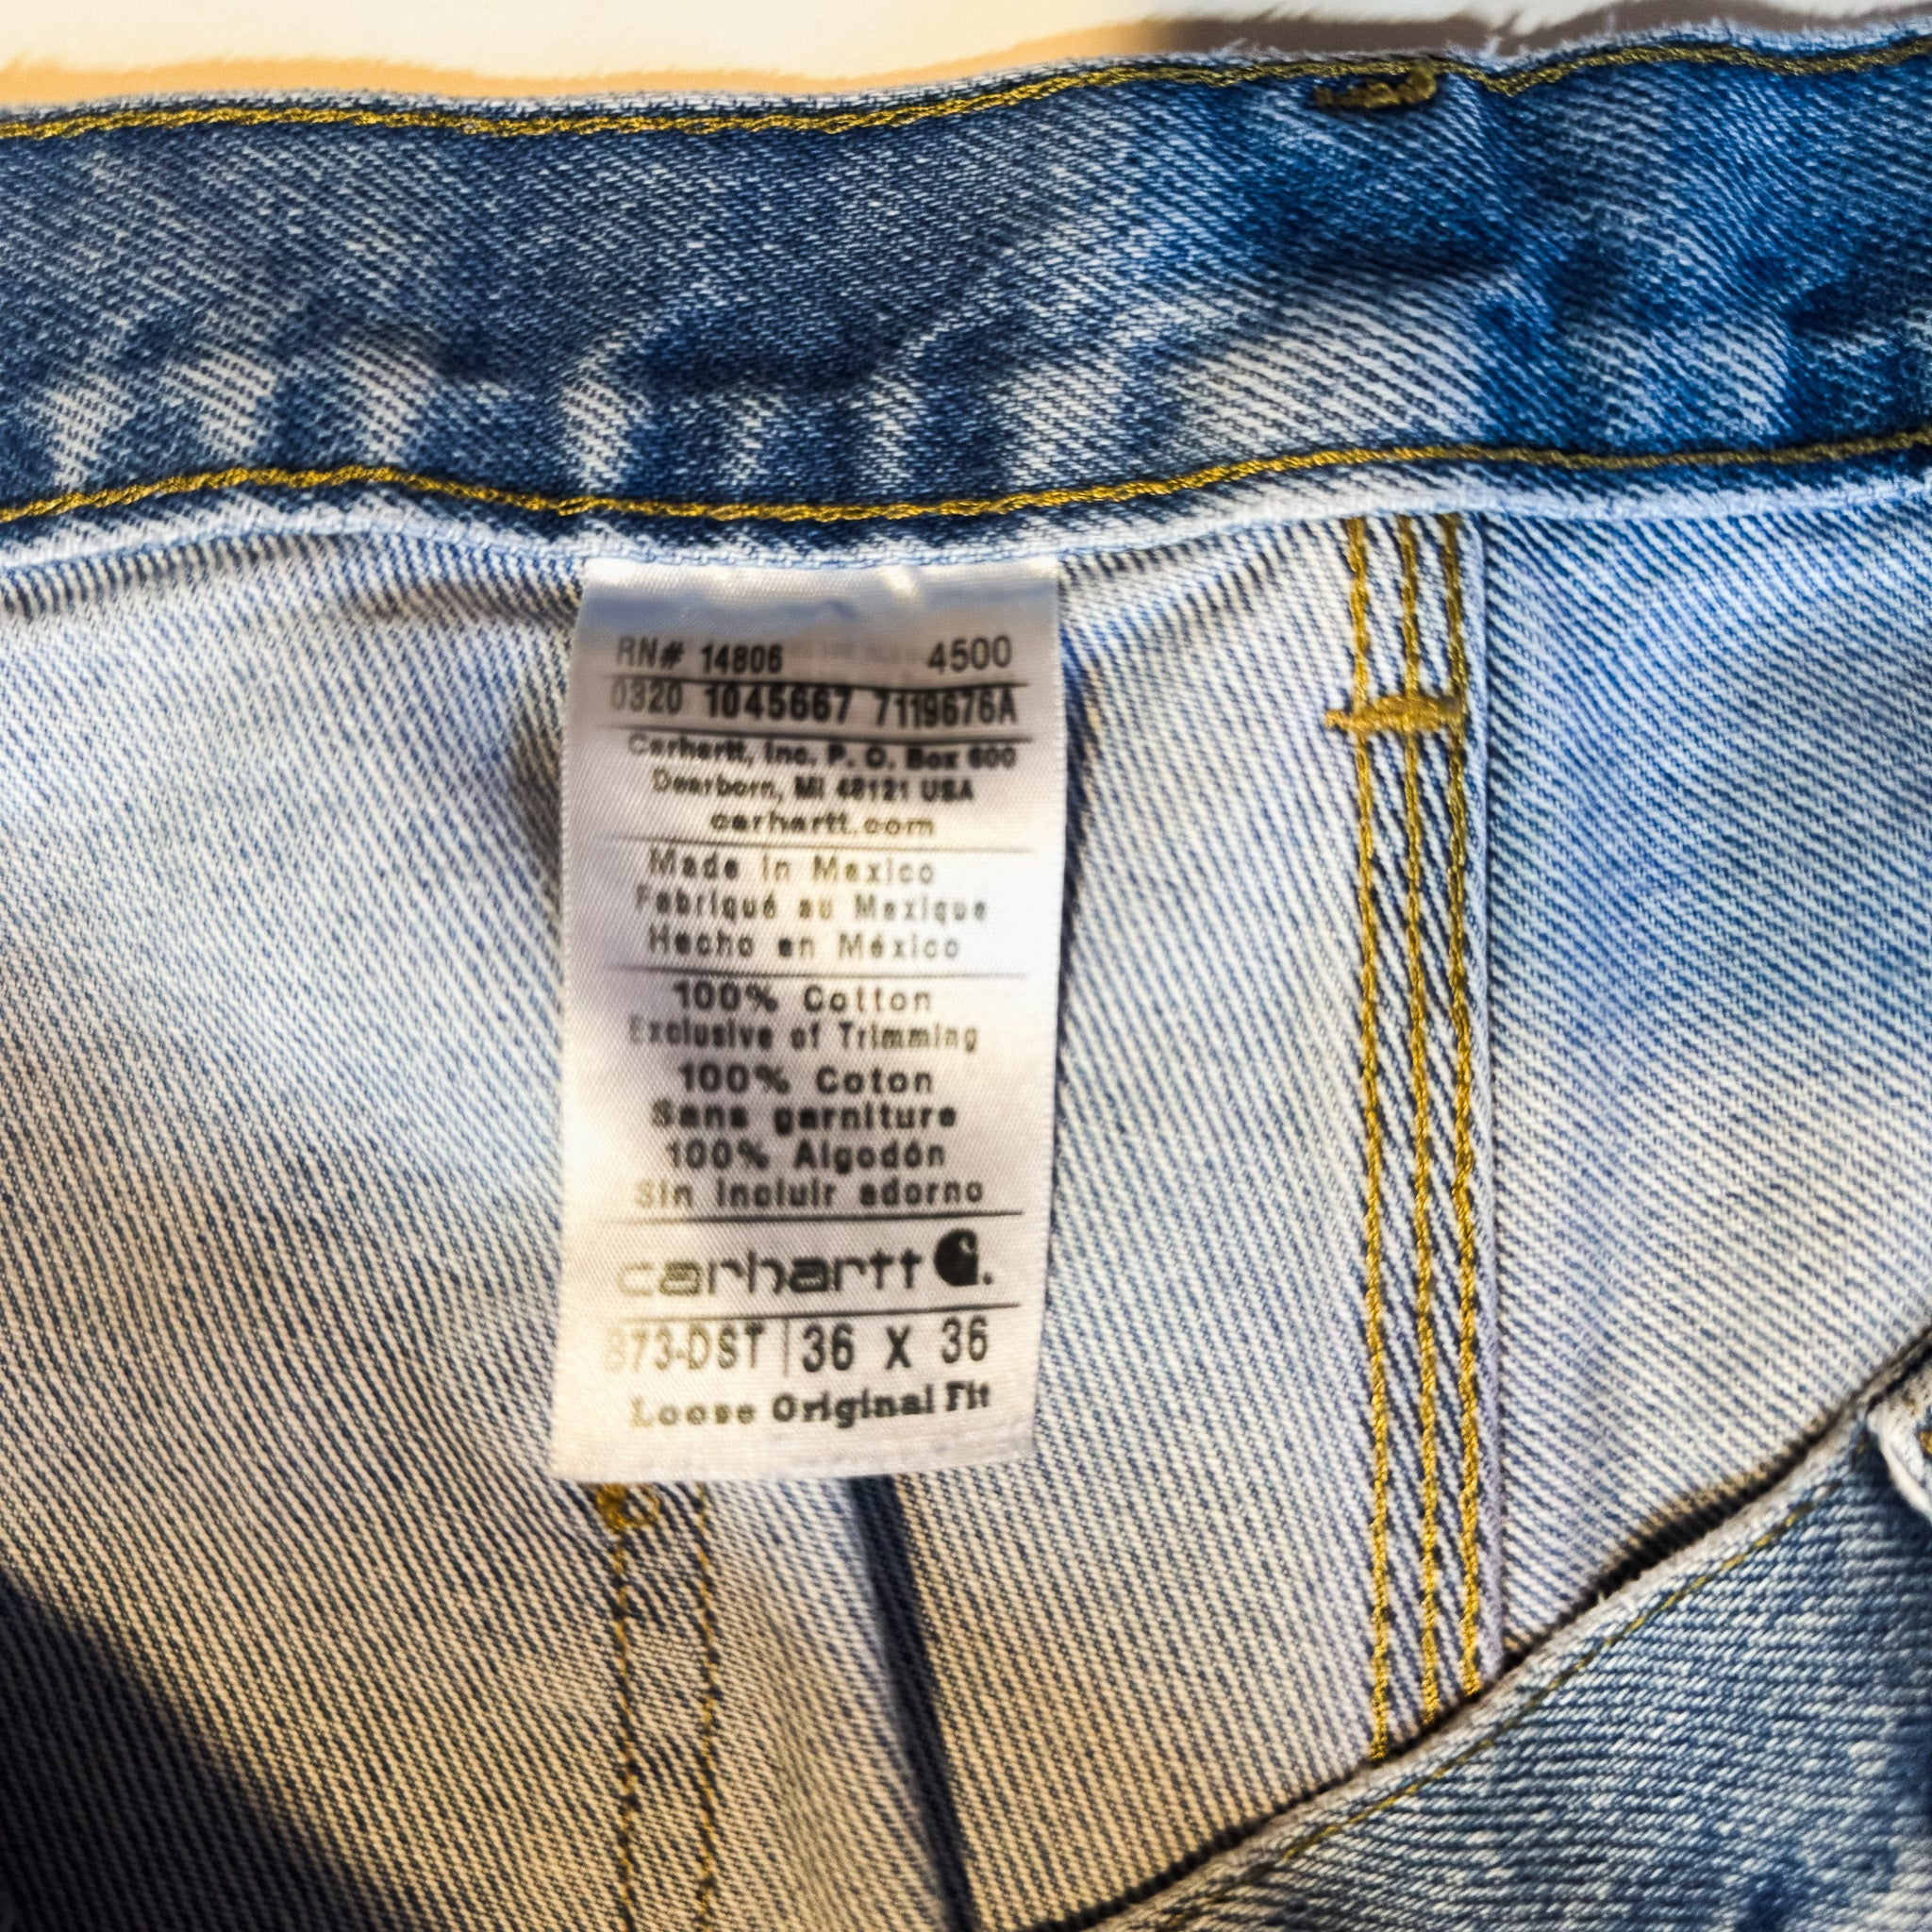 RN# 14806 4500
0320 1045667 7119676A
Carhartt, Inc. P. O. Box 600
Dearborn, MI 48121 USA
carhartt.com
Made in Mexico
Fabriqué au Mexique
Hecho en México
100% Cotton
Exclusive of Trimming
100% Coton
Sans garniture
100% Algodón
Sin incluir adorno
carhartt
B73-DST 36 X 36
Loose Original Fit